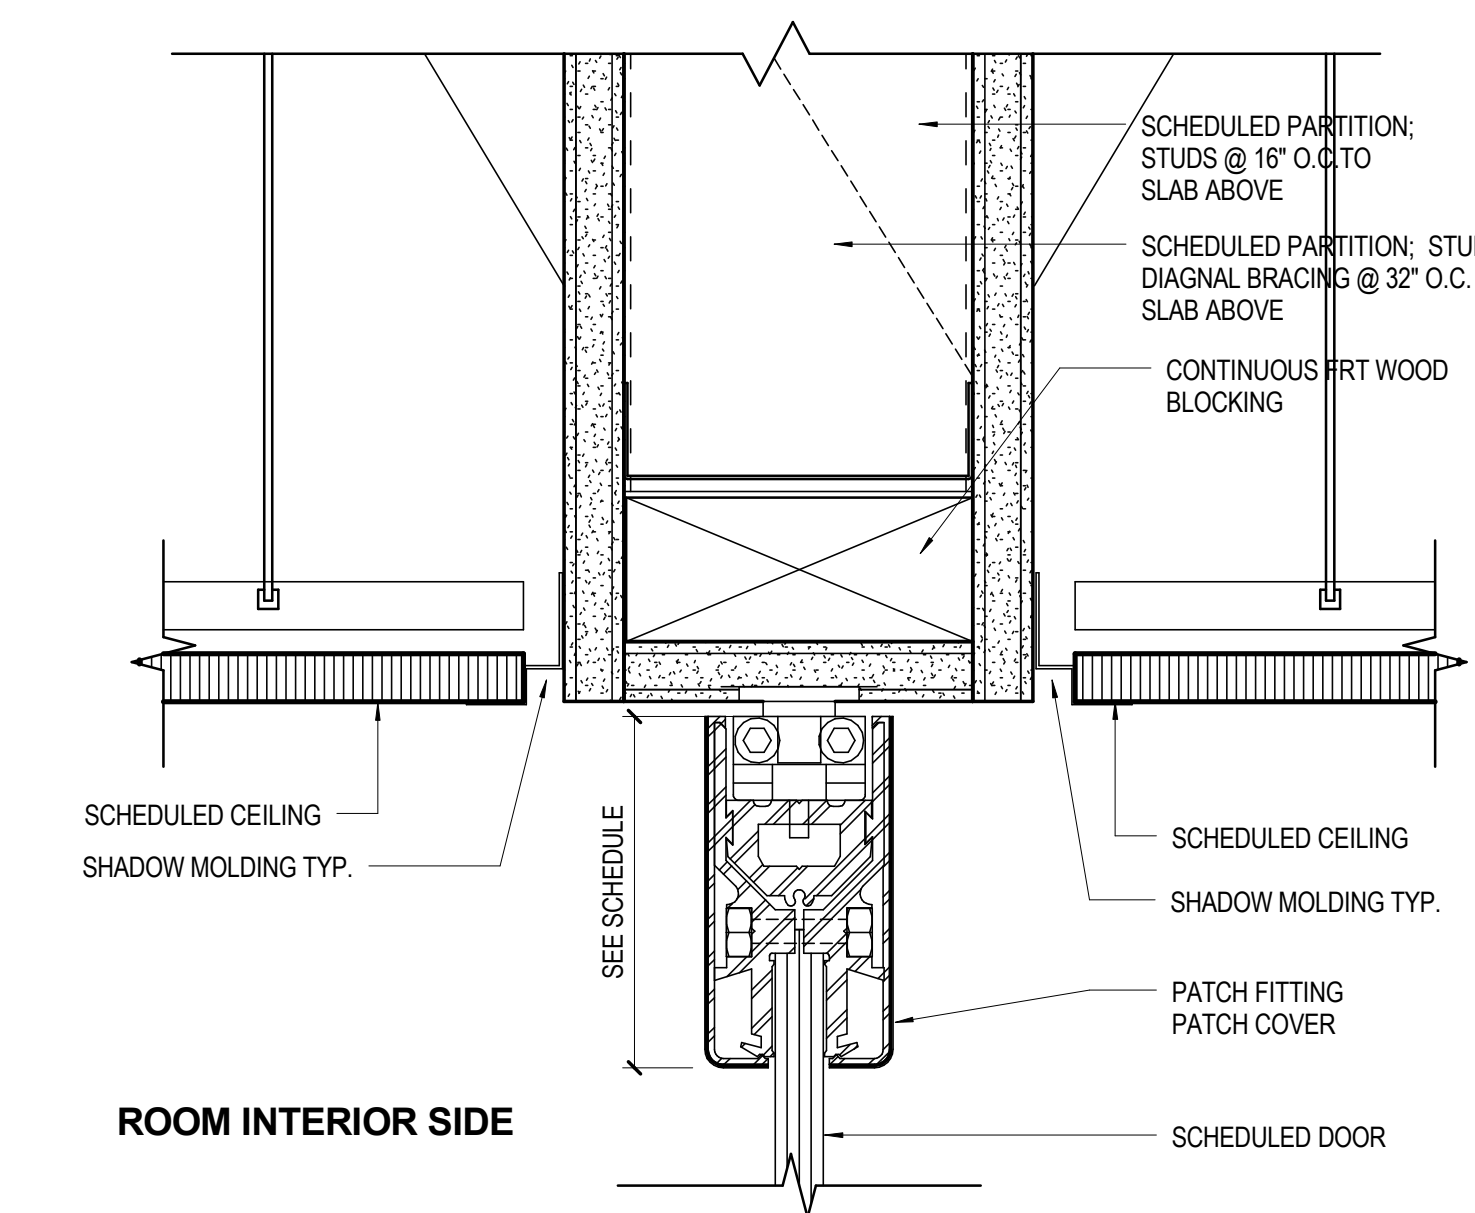 SCHEDULED PARTITION;
STUDS @ 16" O.C.TO
SLAB ABOVE
SCHEDULED PARTITION; STU
DIAGNAL BRACING @ 32" O.C.
SLAB ABOVE
CONTINUOUS FRT WOOD
BLOCKING
SCHEDULED CEILING
SHADOW MOLDING TYP.
SEE SCHEDULE
SCHEDULED CEILING
SHADOW MOLDING TYP.
PATCH FITTING
PATCH COVER
ROOM INTERIOR SIDE
SCHEDULED DOOR